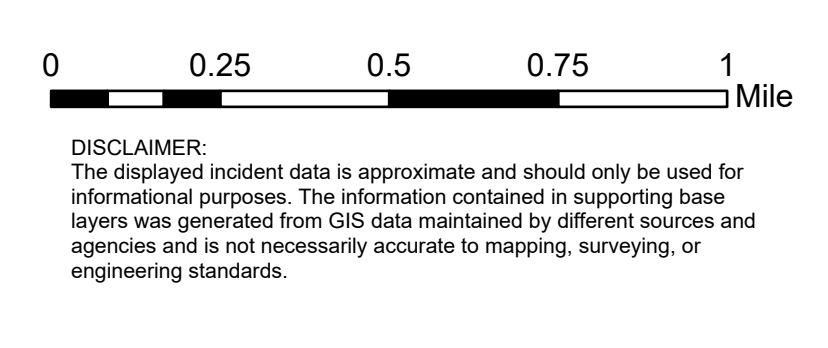 0 0.25 0.5 0.75 1
Mile
DISCLAIMER:
The displayed incident data is approximate and should only be used for
informational purposes. The information contained in supporting base
layers was generated from GIS data maintained by different sources and
agencies and is not necessarily accurate to mapping, surveying, or
engineering standards.